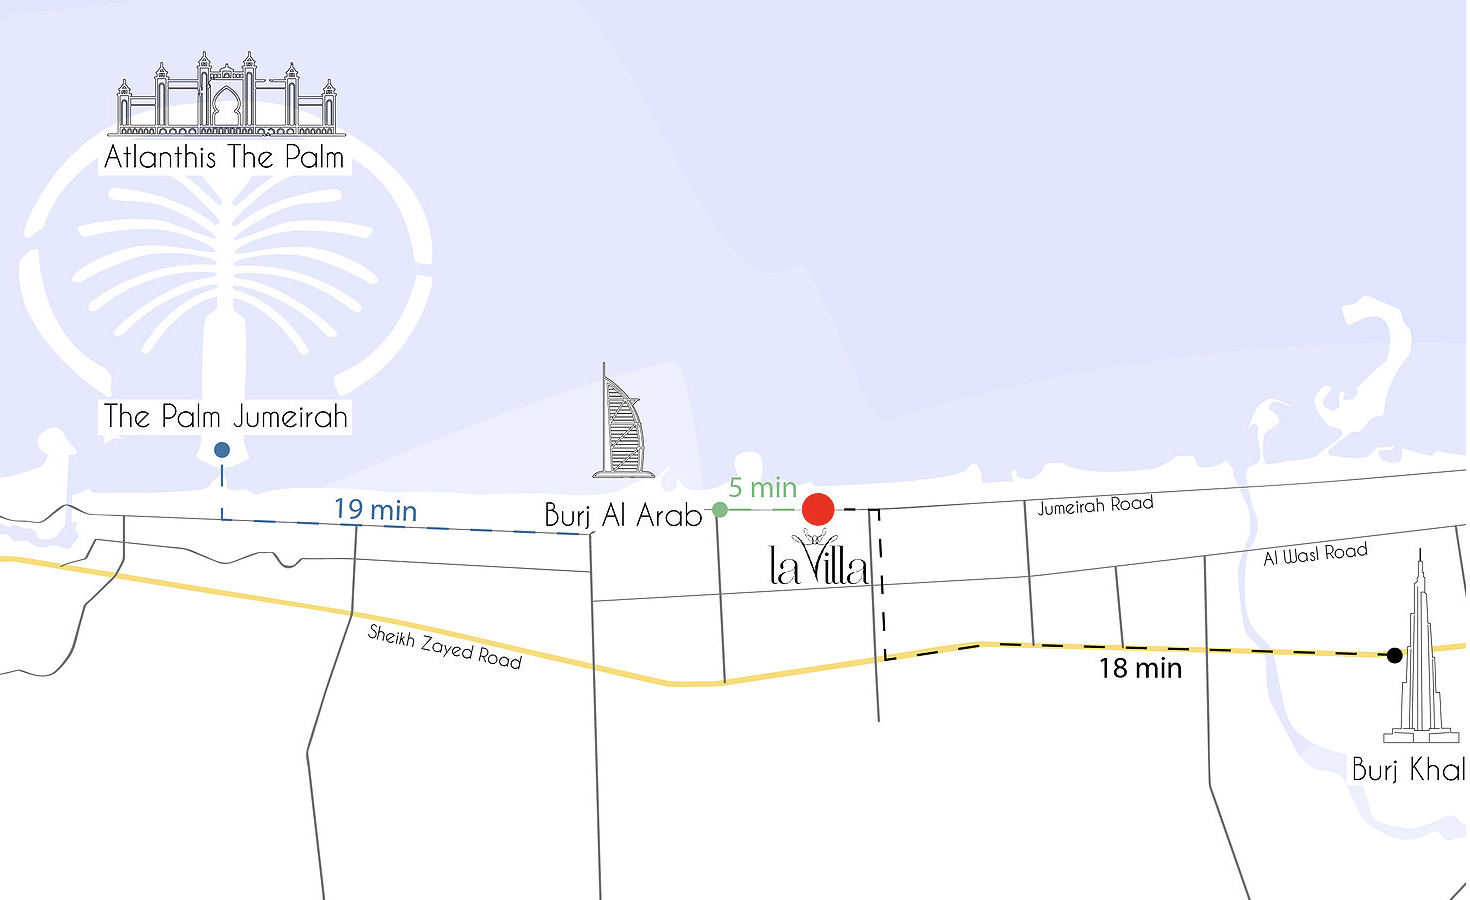 Atlanthis The Palm
The Palm Jumeirah
19 min
Burj Al Arab
5 min
la Villa
Jumeirah Road
Al Wasl Road
Sheikh Zayed Road
18 min
Burj Khal